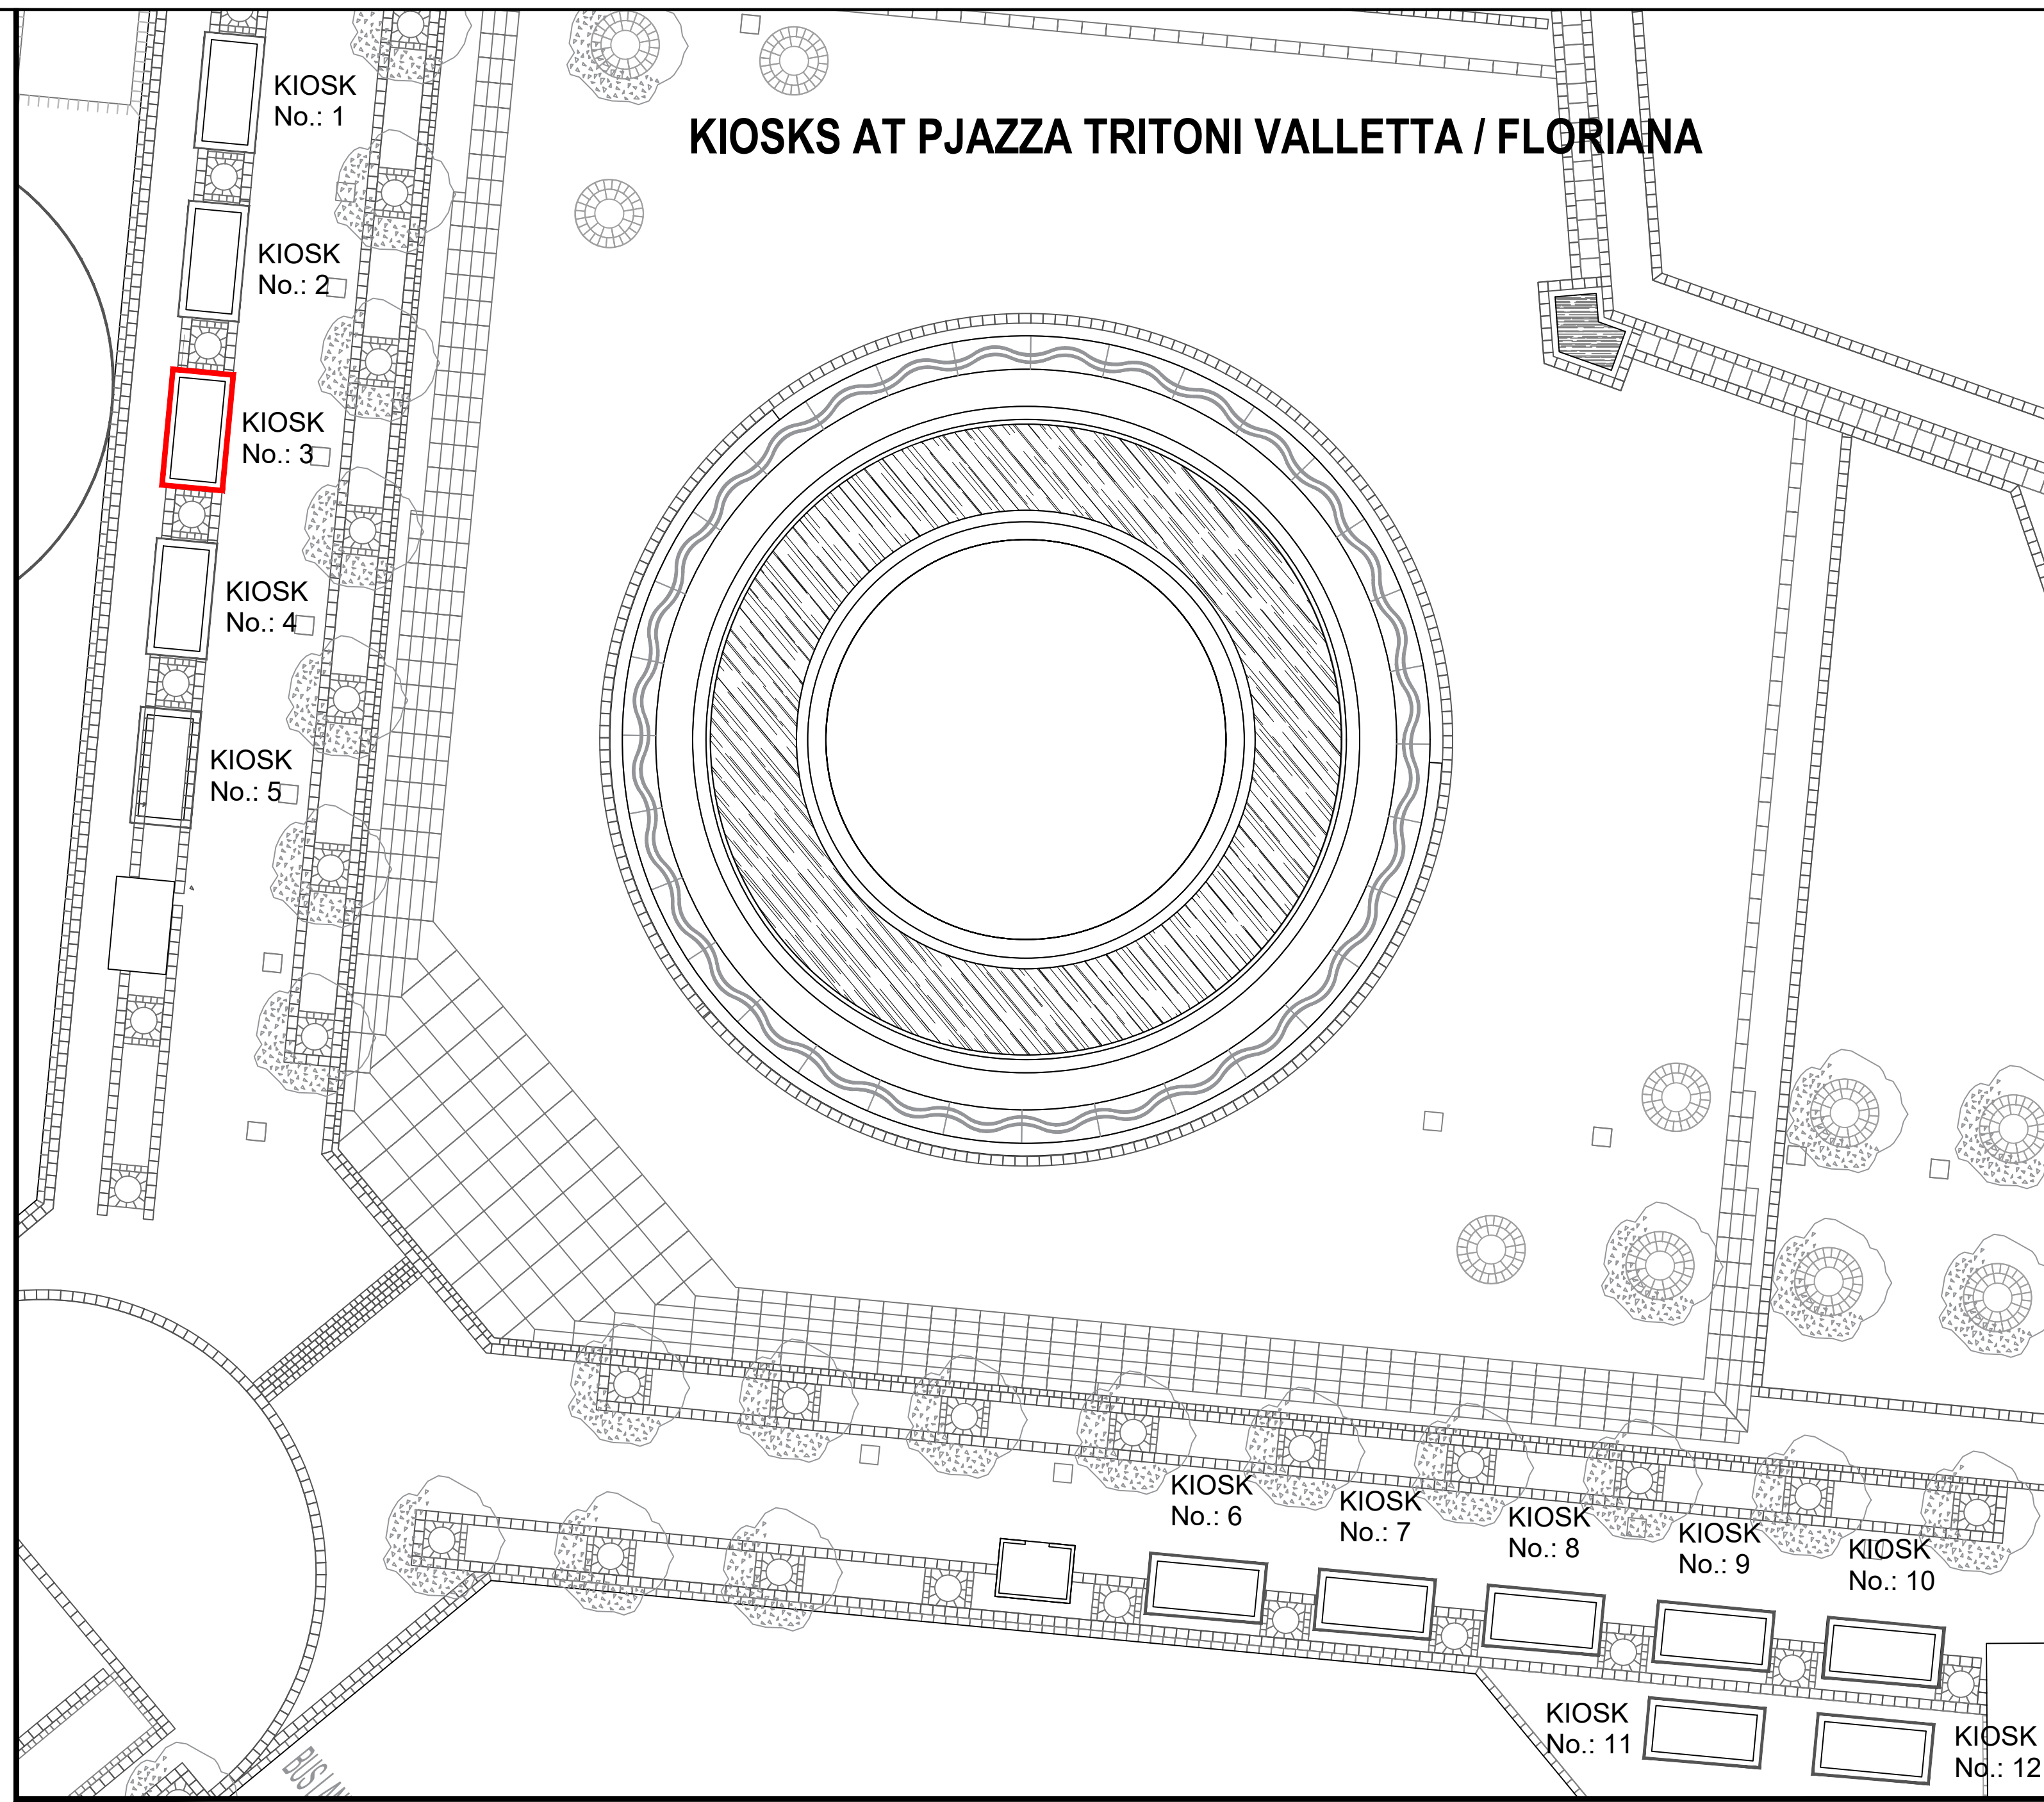 KIOSKS AT PJAZZA TRITONI VALLETTA / FLORIANA
KIOSK
No.: 1
KIOSK
No.: 2
KIOSK
No.: 3
KIOSK
No.: 4
KIOSK
No.: 5
KIOSK
No.: 6
KIOSK
No.: 7
KIOSK
No.: 8
KIOSK
No.: 9
KIOSK
No.: 10
KIOSK
No.: 11
KIOSK
No.: 12
BUS